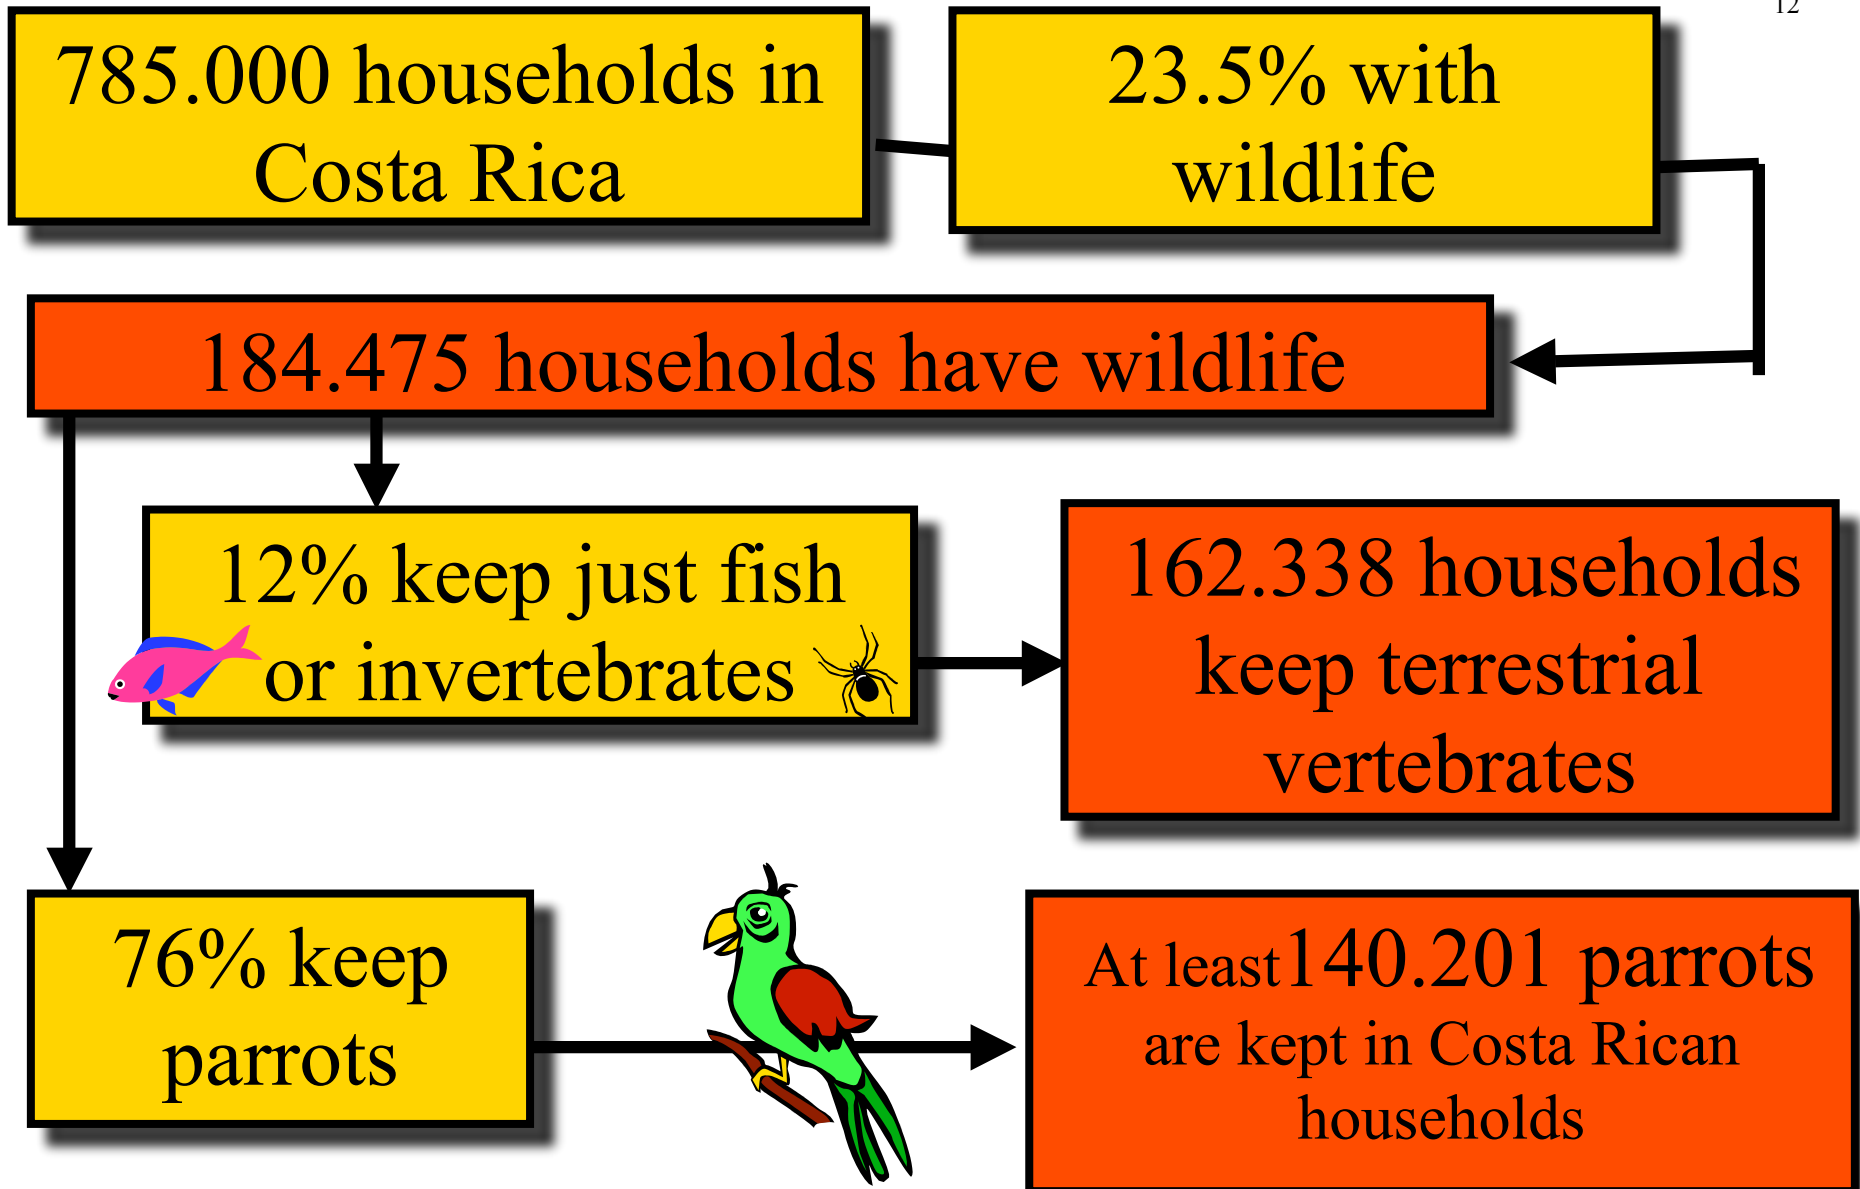 12
785.000 households in
Costa Rica
23.5% with
wildlife
184.475 households have wildlife
12% keep just fish
or invertebrates
162.338 households
keep terrestrial
vertebrates
76% keep
parrots
At least 140.201 parrots
are kept in Costa Rican
households